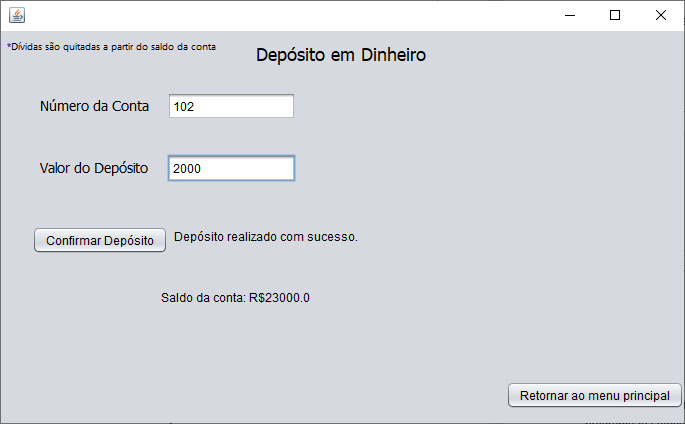 *Dívidas são quitadas a partir do saldo da conta
Depósito em Dinheiro
Número da Conta 102
Valor do Depósito 2000
Confirmar Depósito Depósito realizado com sucesso.
Saldo da conta: R$23000.0
Retornar ao menu principal